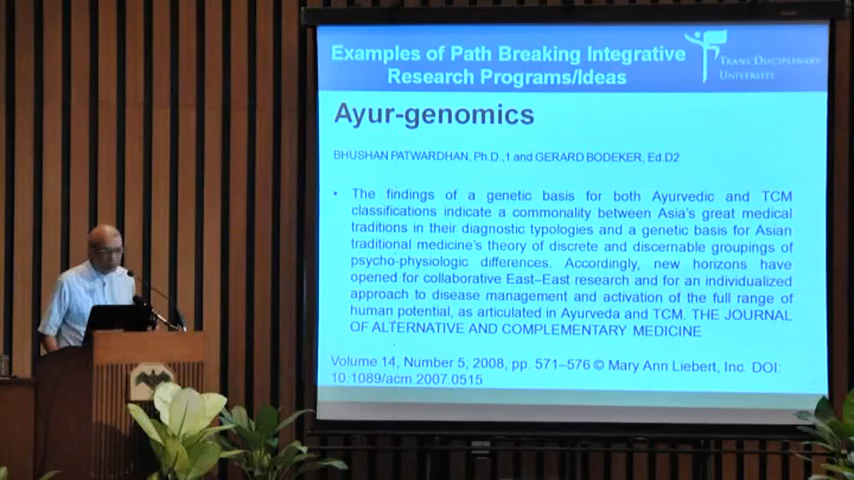 Examples of Path Breaking Integrative
Research Programs/Ideas
TRANS DISCIPLINARY
UNIVERSITY
Ayur-genomics
BHUSHAN PATWARDHAN, Ph.D.,1 and GERARD BODEKER, Ed.D2
• The findings of a genetic basis for both Ayurvedic and TCM
classifications indicate a commonality between Asia's great medical
traditions in their diagnostic typologies and a genetic basis for Asian
traditional medicine's theory of discrete and discernable groupings of
psycho-physiologic differences. Accordingly, new horizons have
opened for collaborative East–East research and for an individualized
approach to disease management and activation of the full range of
human potential, as articulated in Ayurveda and TCM. THE JOURNAL
OF ALTERNATIVE AND COMPLEMENTARY MEDICINE
Volume 14, Number 5, 2008, pp. 571–576 © Mary Ann Liebert, Inc. DOI:
10.1089/acm.2007.0515